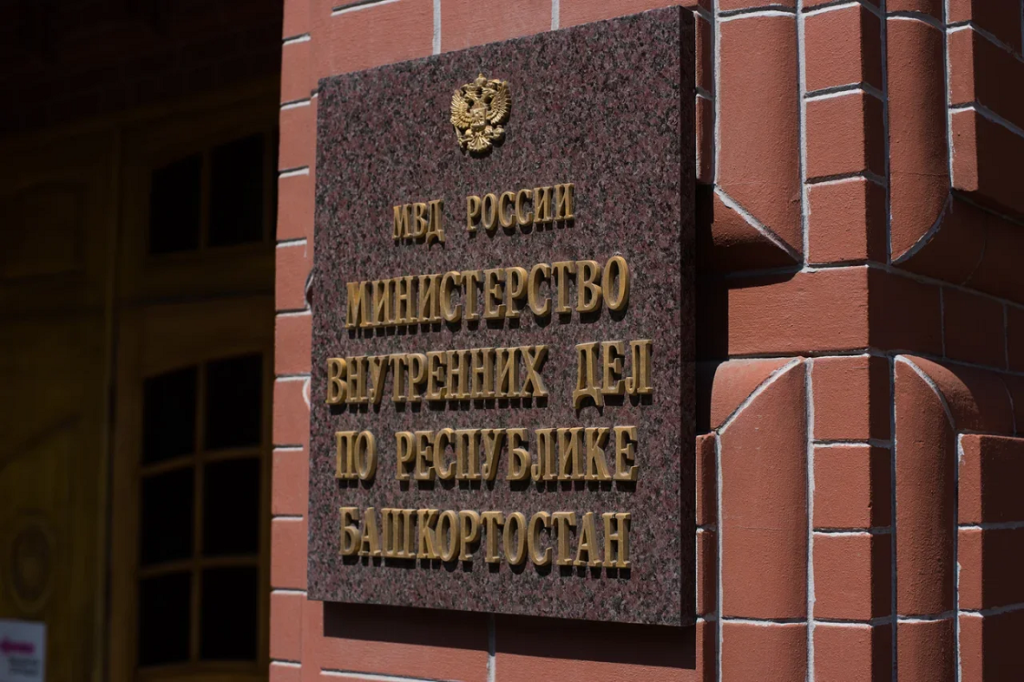 МВД РОССИИ
МИНИСТЕРСТВО
ВНУТРЕННИХ ДЕЛ
ПО РЕСПУБЛИКЕ
БАШКОРТОСТАН